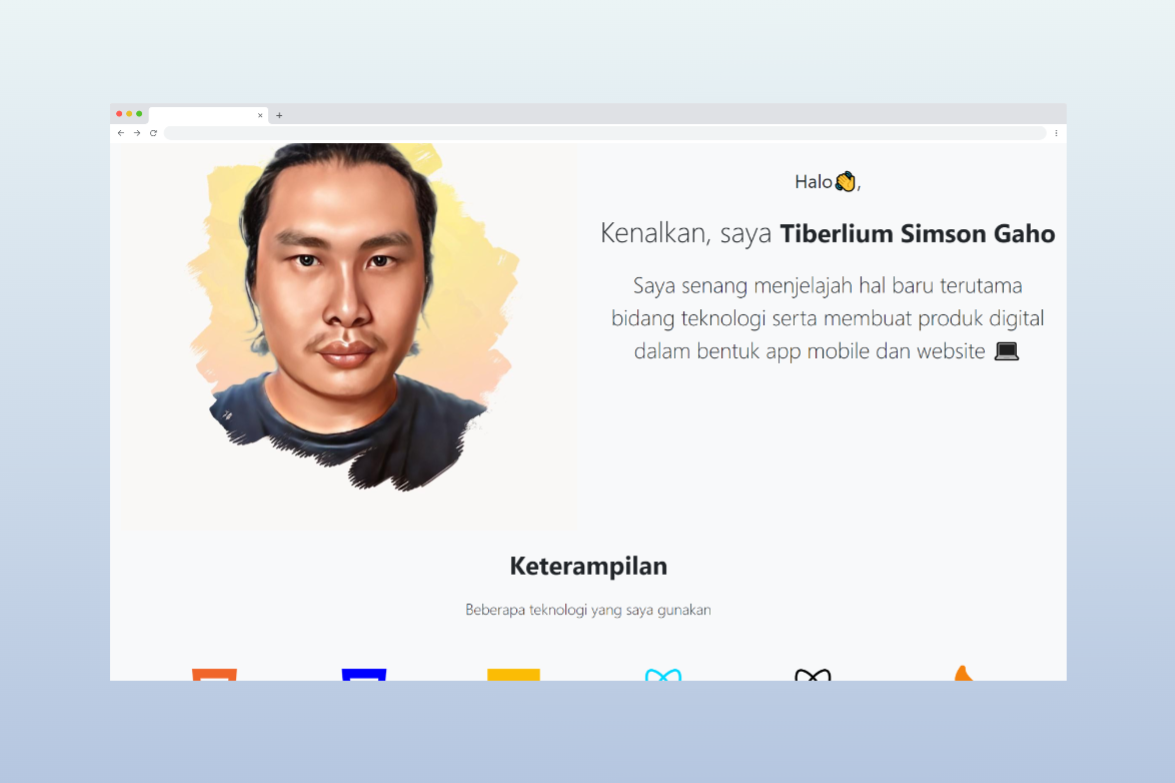 Halo👋,
Kenalkan, saya Tiberlium Simson Gaho
Saya senang menjelajah hal baru terutama
bidang teknologi serta membuat produk digital
dalam bentuk app mobile dan website 💻
Keterampilan
Beberapa teknologi yang saya gunakan